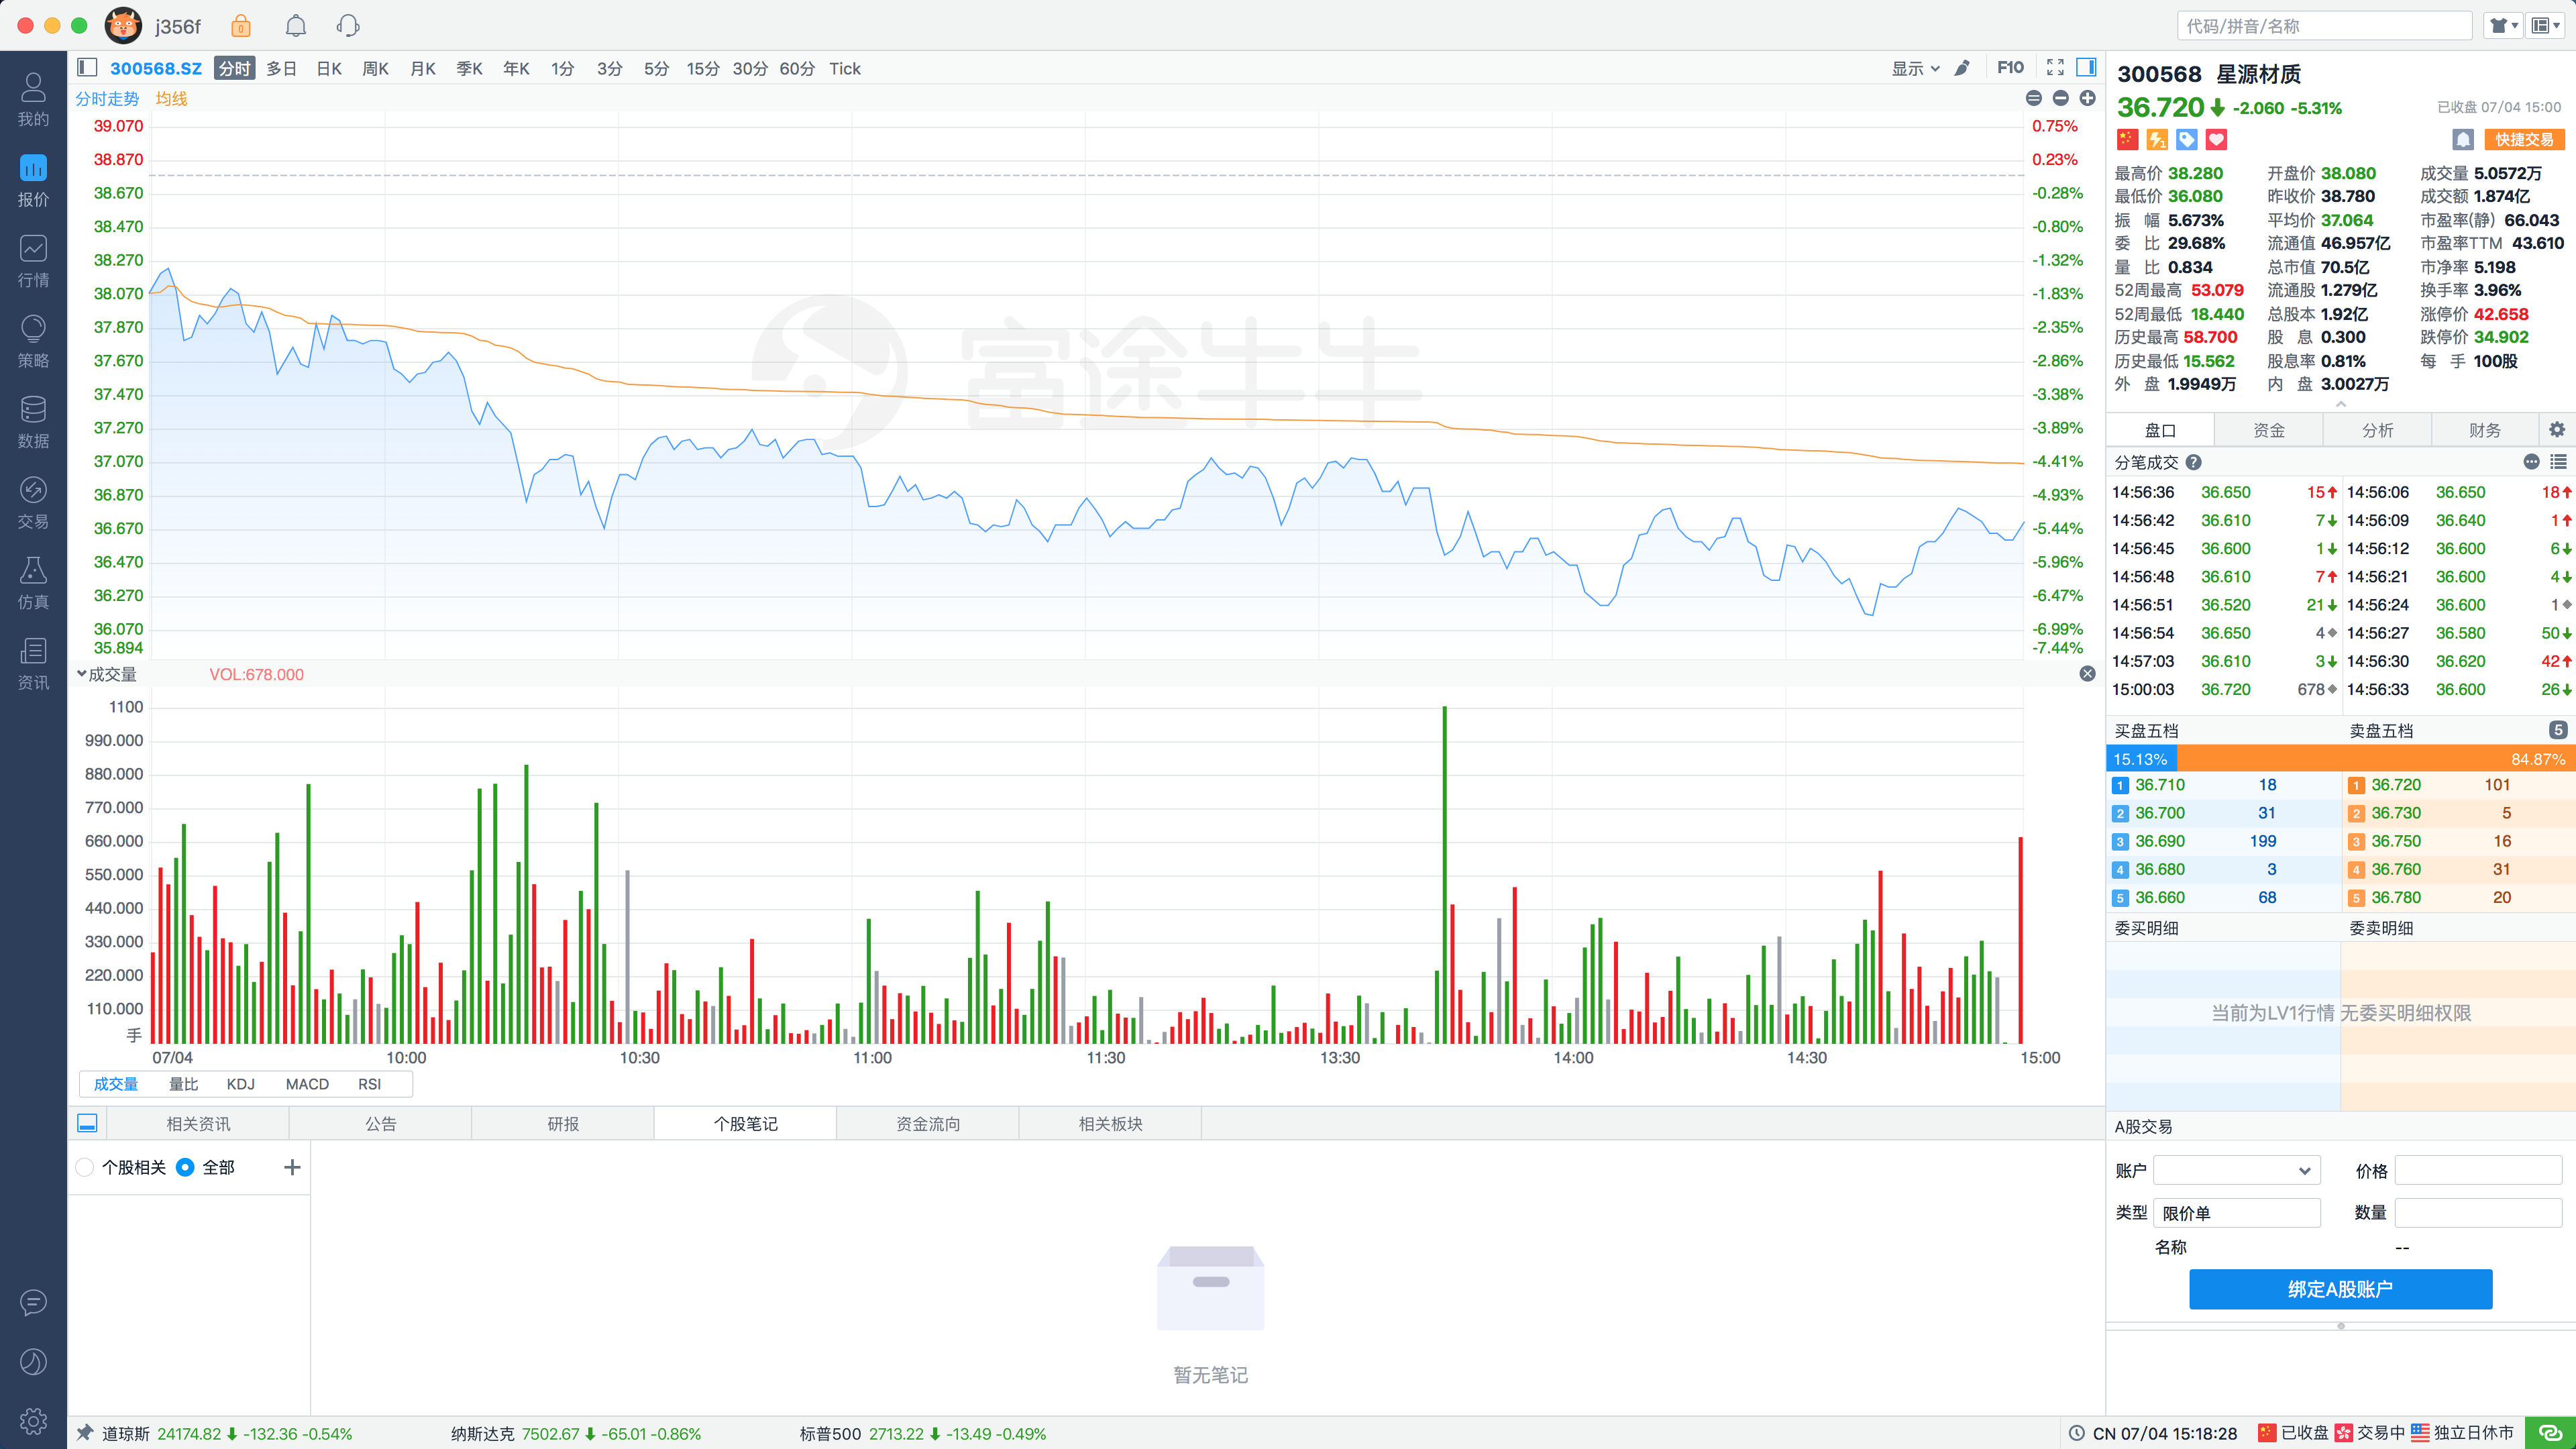 j356f
代码/拼音/名称
我的
报价
行情
策略
数据
交易
仿真
资讯
300568.SZ 分时 多日 日K 周K 月K 季K 年K 1分 3分 5分 15分 30分 60分 Tick 显示 F10
分时走势 均线
39.070 0.75%
38.870 0.23%
38.670 -0.28%
38.470 -0.80%
38.270 -1.32%
38.070 -1.83%
37.870 -2.35%
37.670 -2.86%
37.470 -3.38%
37.270 -3.89%
37.070 -4.41%
36.870 -4.93%
36.670 -5.44%
36.470 -5.96%
36.270 -6.47%
36.070 -6.99%
35.894 -7.44%
富途牛牛
成交量 VOL:678.000
1100
990.000
880.000
770.000
660.000
550.000
440.000
330.000
220.000
110.000
手
07/04 10:00 10:30 11:00 11:30 13:30 14:00 14:30 15:00
成交量 量比 KDJ MACD RSI
相关资讯 公告 研报 个股笔记 资金流向 相关板块
个股相关 全部
暂无笔记
300568 星源材质
36.720 -2.060 -5.31% 已收盘 07/04 15:00
快捷交易
最高价 38.280 开盘价 38.080 成交量 5.0572万
最低价 36.080 昨收价 38.780 成交额 1.874亿
振 幅 5.673% 平均价 37.064 市盈率(静) 66.043
委 比 29.68% 流通值 46.957亿 市盈率TTM 43.610
量 比 0.834 总市值 70.5亿 市净率 5.198
52周最高 53.079 流通股 1.279亿 换手率 3.96%
52周最低 18.440 总股本 1.92亿 涨停价 42.658
历史最高 58.700 股 息 0.300 跌停价 34.902
历史最低 15.562 股息率 0.81% 每 手 100股
外 盘 1.9949万 内 盘 3.0027万
盘口 资金 分析 财务
分笔成交
14:56:36 36.650 15 14:56:06 36.650 18
14:56:42 36.610 7 14:56:09 36.640 1
14:56:45 36.600 1 14:56:12 36.600 6
14:56:48 36.610 7 14:56:21 36.600 4
14:56:51 36.520 21 14:56:24 36.600 1
14:56:54 36.650 4 14:56:27 36.580 50
14:57:03 36.610 3 14:56:30 36.620 42
15:00:03 36.720 678 14:56:33 36.600 26
买盘五档 卖盘五档 5
15.13% 84.87%
1 36.710 18 1 36.720 101
2 36.700 31 2 36.730 5
3 36.690 199 3 36.750 16
4 36.680 3 4 36.760 31
5 36.660 68 5 36.780 20
委买明细 委卖明细
当前为LV1行情 无委买明细权限
A股交易
账户 价格
类型 限价单 数量
名称 --
绑定A股账户
道琼斯 24174.82 -132.36 -0.54% 纳斯达克 7502.67 -65.01 -0.86% 标普500 2713.22 -13.49 -0.49% CN 07/04 15:18:28 已收盘 交易中 独立日休市